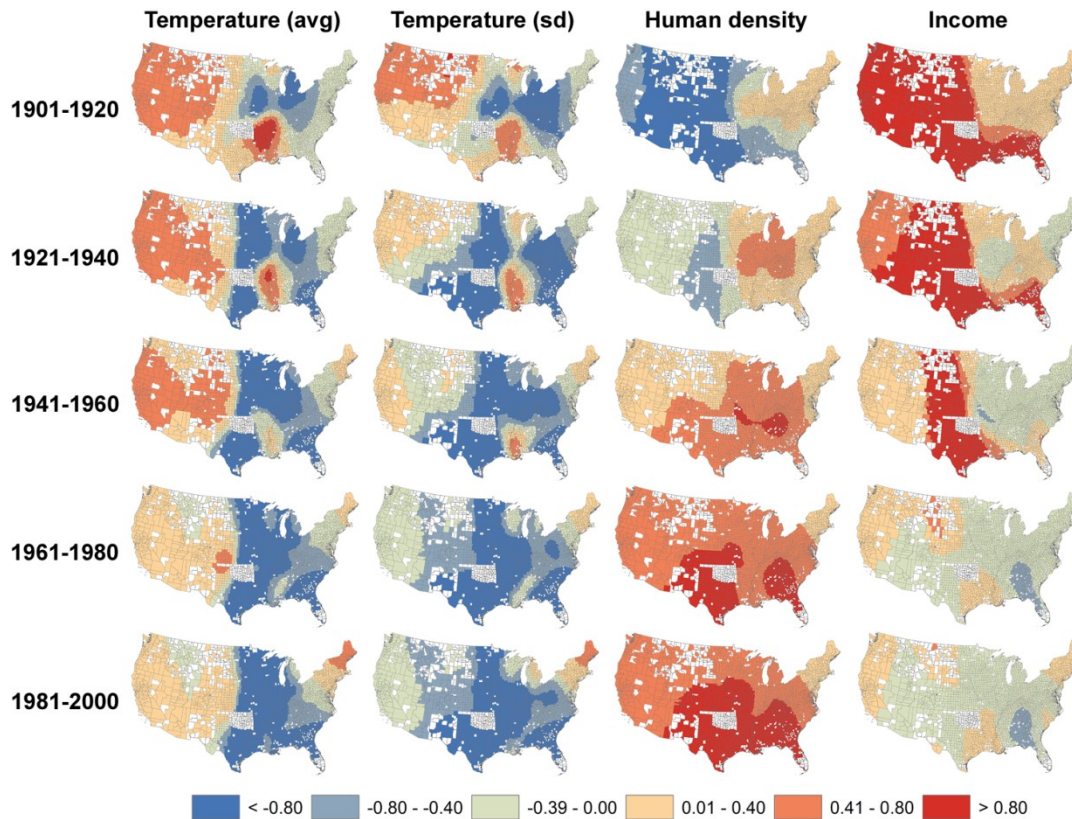 Temperature (avg) Temperature (sd) Human density Income
1901-1920
1921-1940
1941-1960
1961-1980
1981-2000
< -0.80 -0.80 - -0.40 -0.39 - 0.00 0.01 - 0.40 0.41 - 0.80 > 0.80